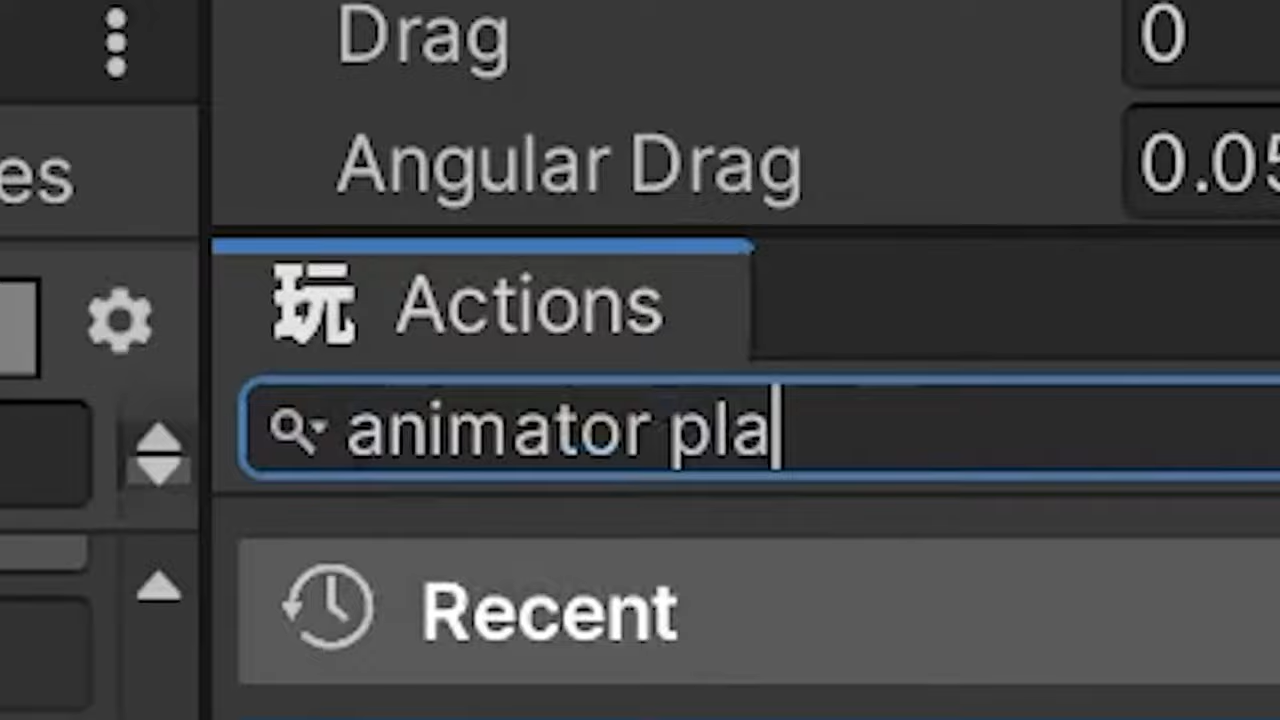 Drag
0
Angular Drag
0.05
es
玩 Actions
animator pla
Recent